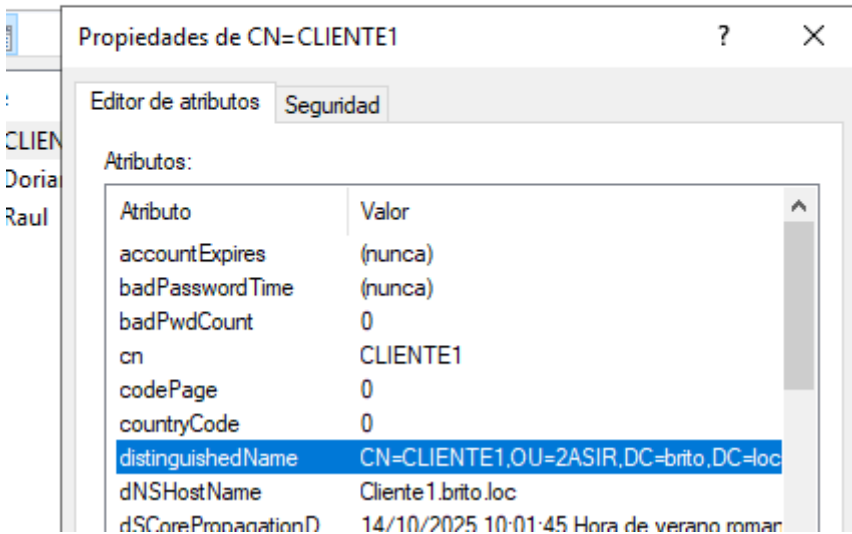 Propiedades de CN=CLIENTE1 ?
Editor de atributos Seguridad
CLIEN
Doria
Raul
Atributos:
Atributo Valor
accountExpires (nunca)
badPasswordTime (nunca)
badPwdCount 0
cn CLIENTE1
codePage 0
countryCode 0
distinguishedName CN=CLIENTE1,OU=2ASIR,DC=brito,DC=loc
dNSHostName Cliente1.brito.loc
dSCorePropagationD 14/10/2025 10:01:45 Hora de verano roman